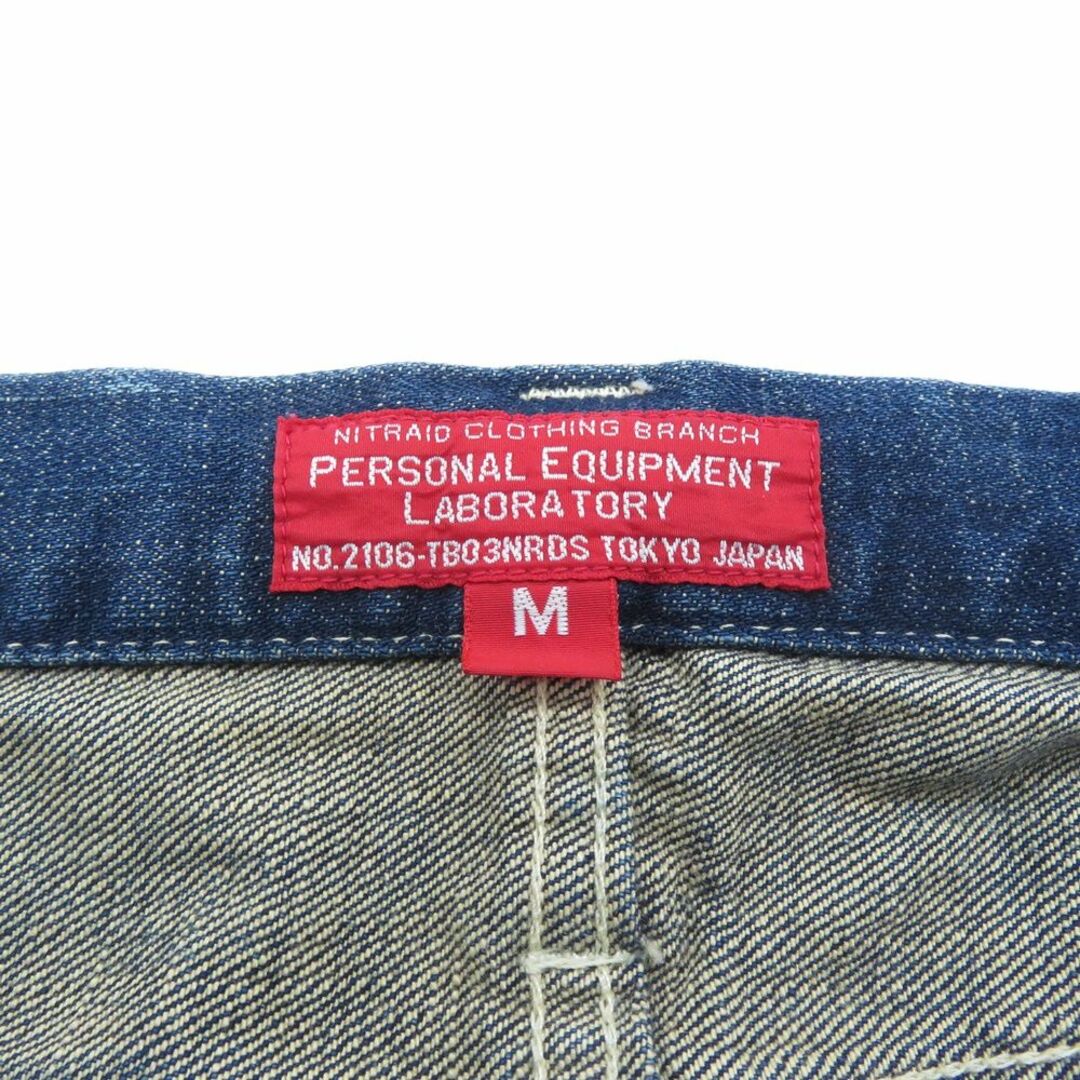 NITRAID CLOTHING BRANCH
PERSONAL EQUIPMENT
LABORATORY
NO.2106-TB03NRDS TOKYO JAPAN
M